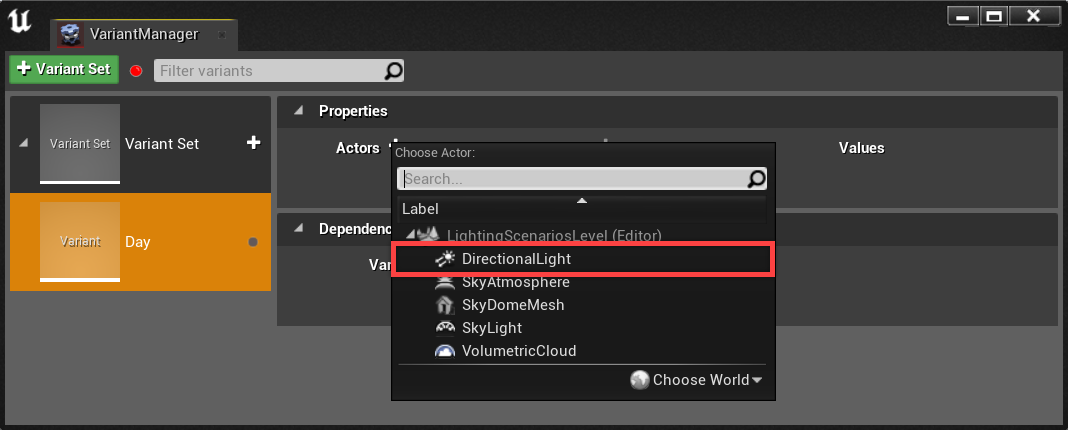 VariantManager
Variant Set
Filter variants
Variant Set
Variant Set
Variant
Day
Properties
Actors
Values
Choose Actor:
Search...
Label
Dependenc
LightingScenariosLevel (Editor)
DirectionalLight
Var
SkyAtmosphere
SkyDomeMesh
SkyLight
VolumetricCloud
Choose World